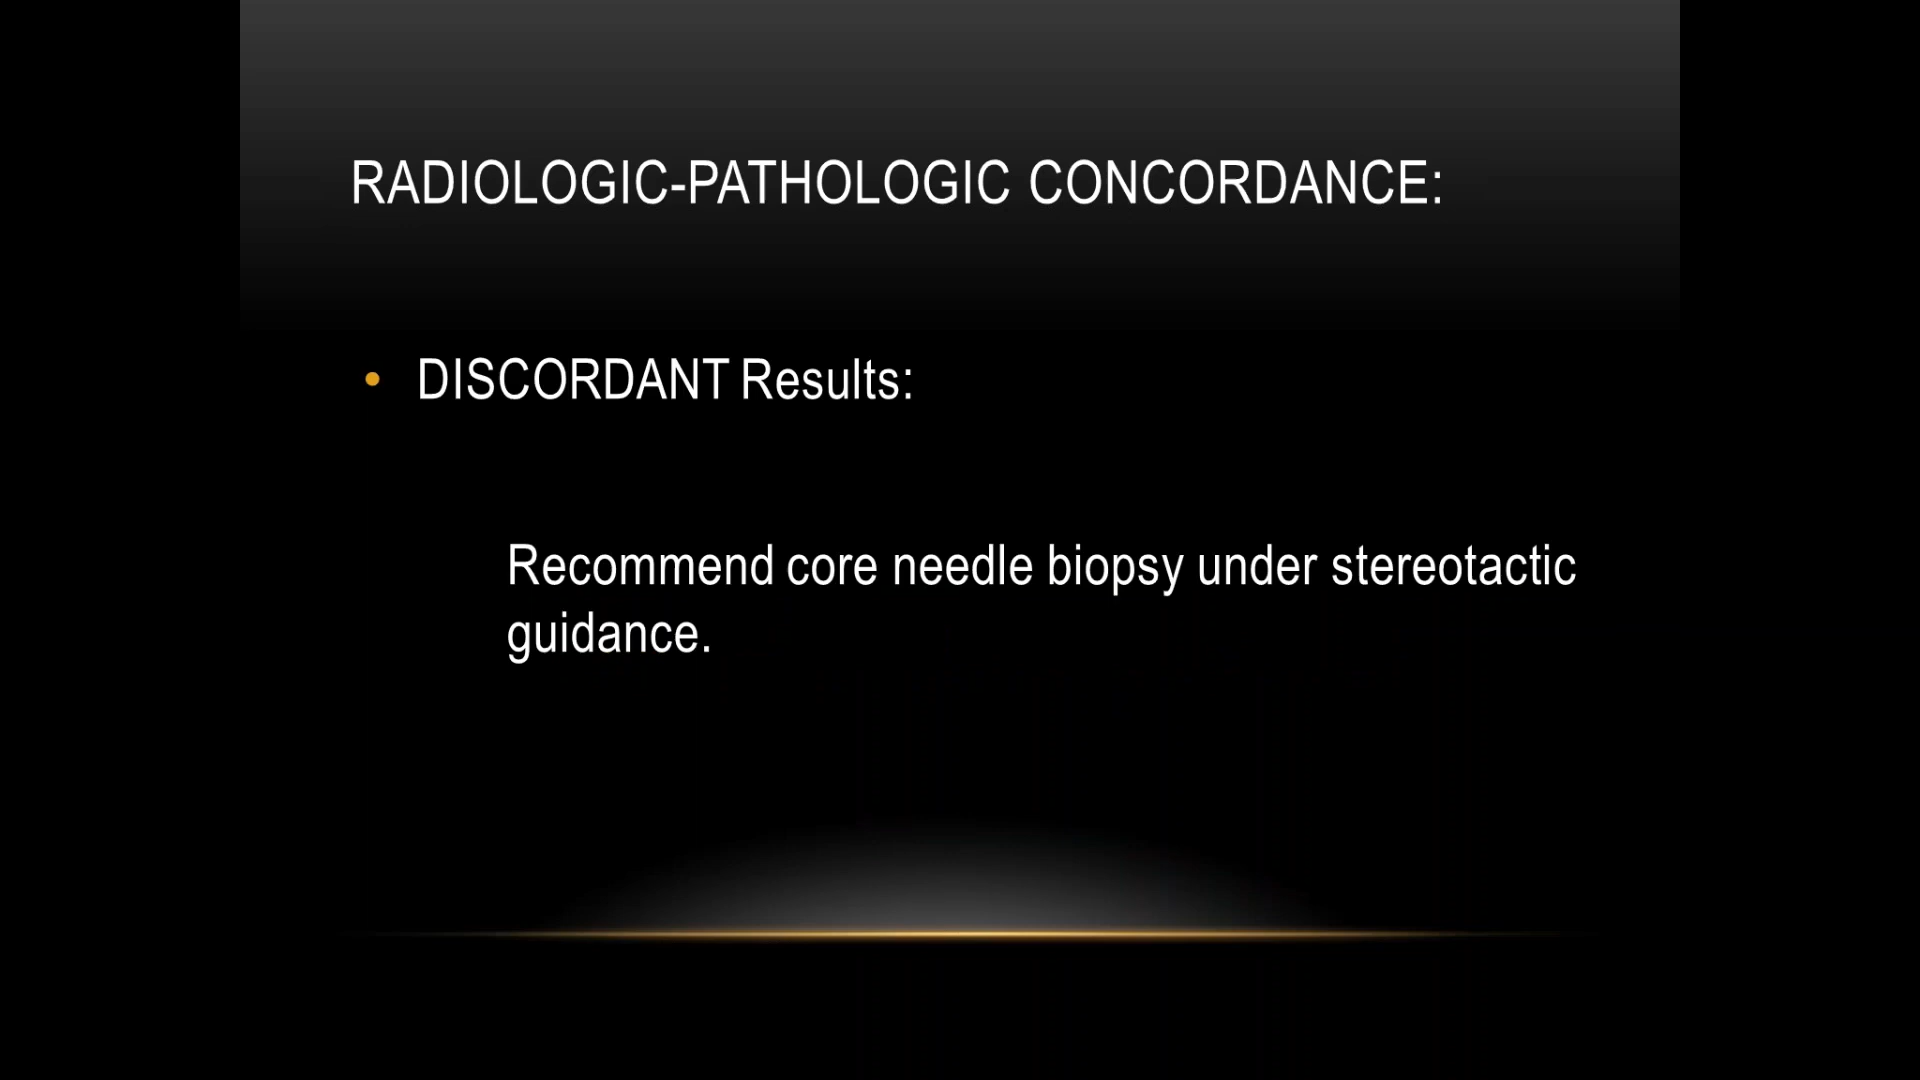 RADIOLOGIC-PATHOLOGIC CONCORDANCE:
• DISCORDANT Results:
Recommend core needle biopsy under stereotactic
guidance.